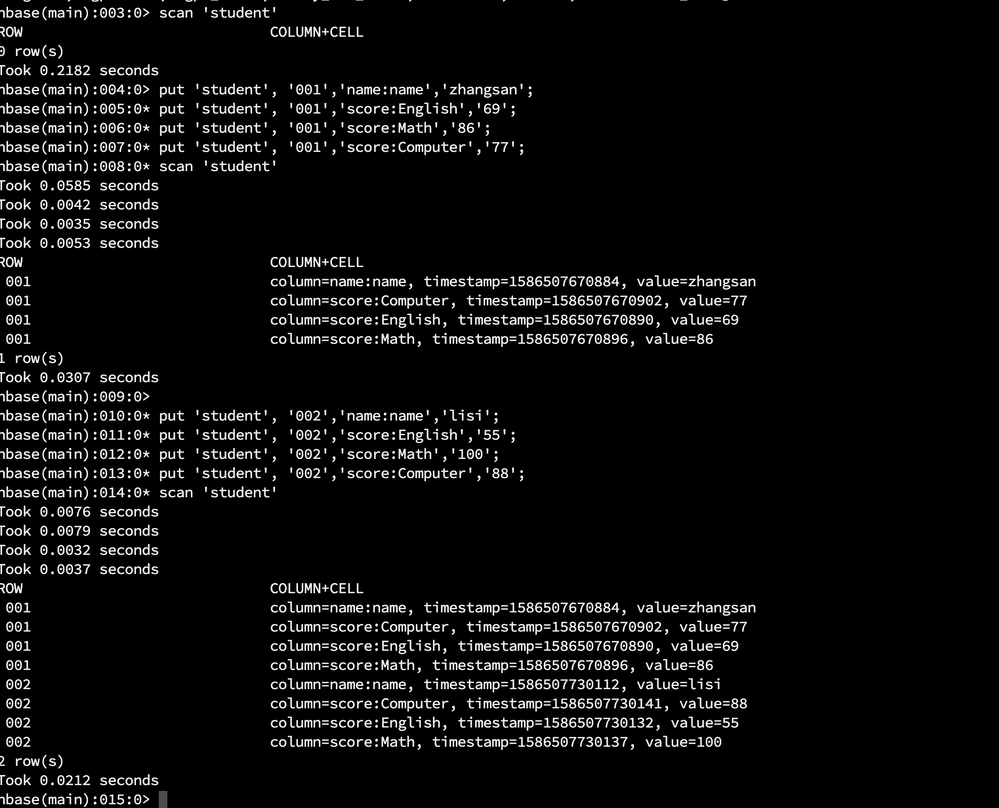 hbase(main):003:0> scan 'student'
ROW COLUMN+CELL
0 row(s)
Took 0.2182 seconds
hbase(main):004:0> put 'student', '001','name:name','zhangsan';
hbase(main):005:0* put 'student', '001','score:English','69';
hbase(main):006:0* put 'student', '001','score:Math','86';
hbase(main):007:0* put 'student', '001','score:Computer','77';
hbase(main):008:0* scan 'student'
Took 0.0585 seconds
Took 0.0042 seconds
Took 0.0035 seconds
Took 0.0053 seconds
ROW COLUMN+CELL
001 column=name:name, timestamp=1586507670884, value=zhangsan
001 column=score:Computer, timestamp=1586507670902, value=77
001 column=score:English, timestamp=1586507670890, value=69
001 column=score:Math, timestamp=1586507670896, value=86
1 row(s)
Took 0.0307 seconds
hbase(main):009:0>
hbase(main):010:0* put 'student', '002','name:name','lisi';
hbase(main):011:0* put 'student', '002','score:English','55';
hbase(main):012:0* put 'student', '002','score:Math','100';
hbase(main):013:0* put 'student', '002','score:Computer','88';
hbase(main):014:0* scan 'student'
Took 0.0076 seconds
Took 0.0079 seconds
Took 0.0032 seconds
Took 0.0037 seconds
ROW COLUMN+CELL
001 column=name:name, timestamp=1586507670884, value=zhangsan
001 column=score:Computer, timestamp=1586507670902, value=77
001 column=score:English, timestamp=1586507670890, value=69
001 column=score:Math, timestamp=1586507670896, value=86
002 column=name:name, timestamp=1586507730112, value=lisi
002 column=score:Computer, timestamp=1586507730141, value=88
002 column=score:English, timestamp=1586507730132, value=55
002 column=score:Math, timestamp=1586507730137, value=100
2 row(s)
Took 0.0212 seconds
hbase(main):015:0>